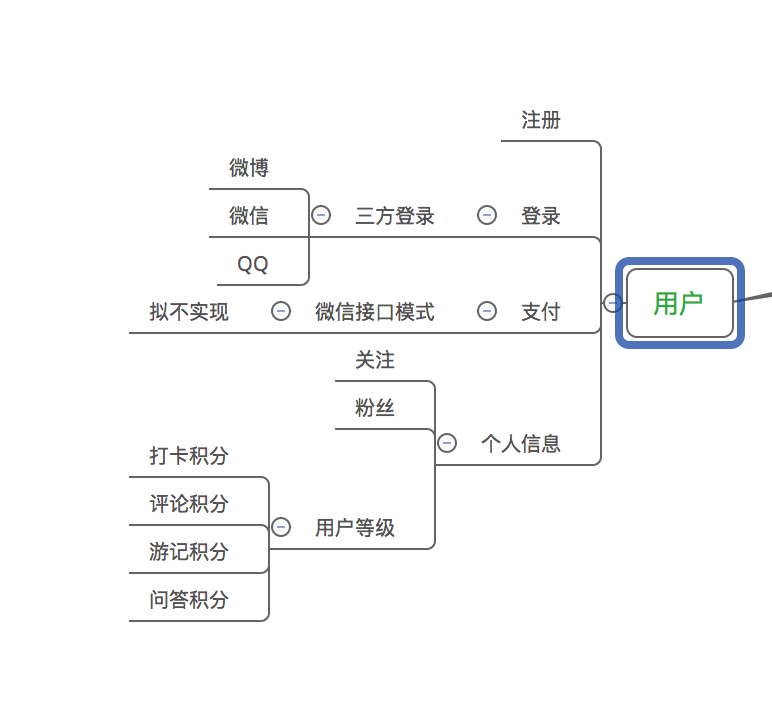 注册
微博
微信
三方登录
登录
QQ
用户
拟不实现
微信接口模式
支付
关注
粉丝
个人信息
打卡积分
评论积分
用户等级
游记积分
问答积分